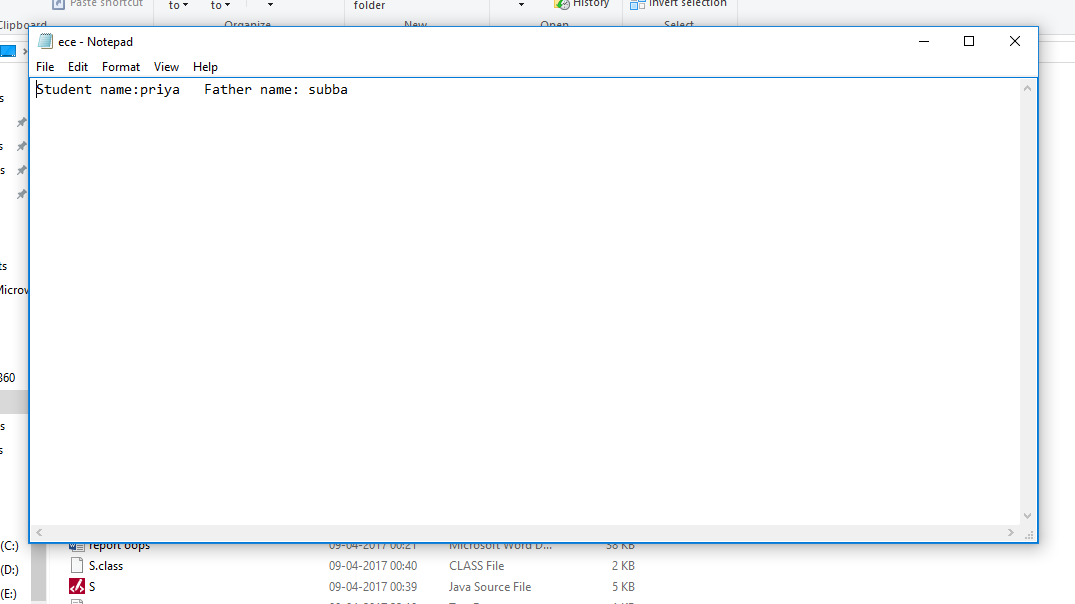 Paste shortcut
to
to
folder
History
Invert selection
Clipboard
Organize
New
Open
Select
ece - Notepad
File Edit Format View Help
Student name:priya Father name: subba
(C:)
report oops 09-04-2017 00:21 Microsoft Word D... 38 KB
(D:)
S.class 09-04-2017 00:40 CLASS File 2 KB
(E:)
S 09-04-2017 00:39 Java Source File 5 KB